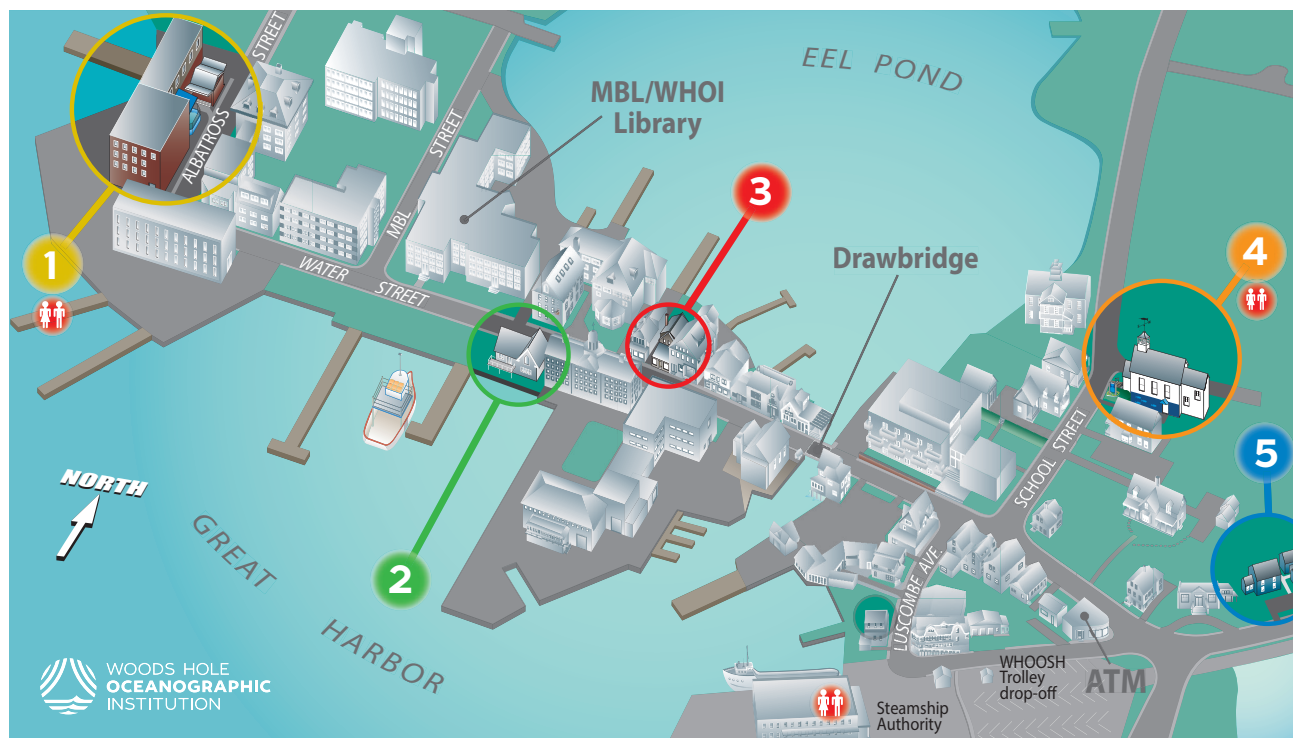 EEL POND
STREET
MBL/WHOI
Library
STREET
ALBATROSS
3
1
MBL
Drawbridge
4
WATER
STREET
5
SCHOOL STREET
NORTH
GREAT
2
HARBOR
LUSCOMBE AVE.
WOODS HOLE
OCEANOGRAPHIC
INSTITUTION
WHOOSH
Trolley
drop-off
ATM
Steamship
Authority